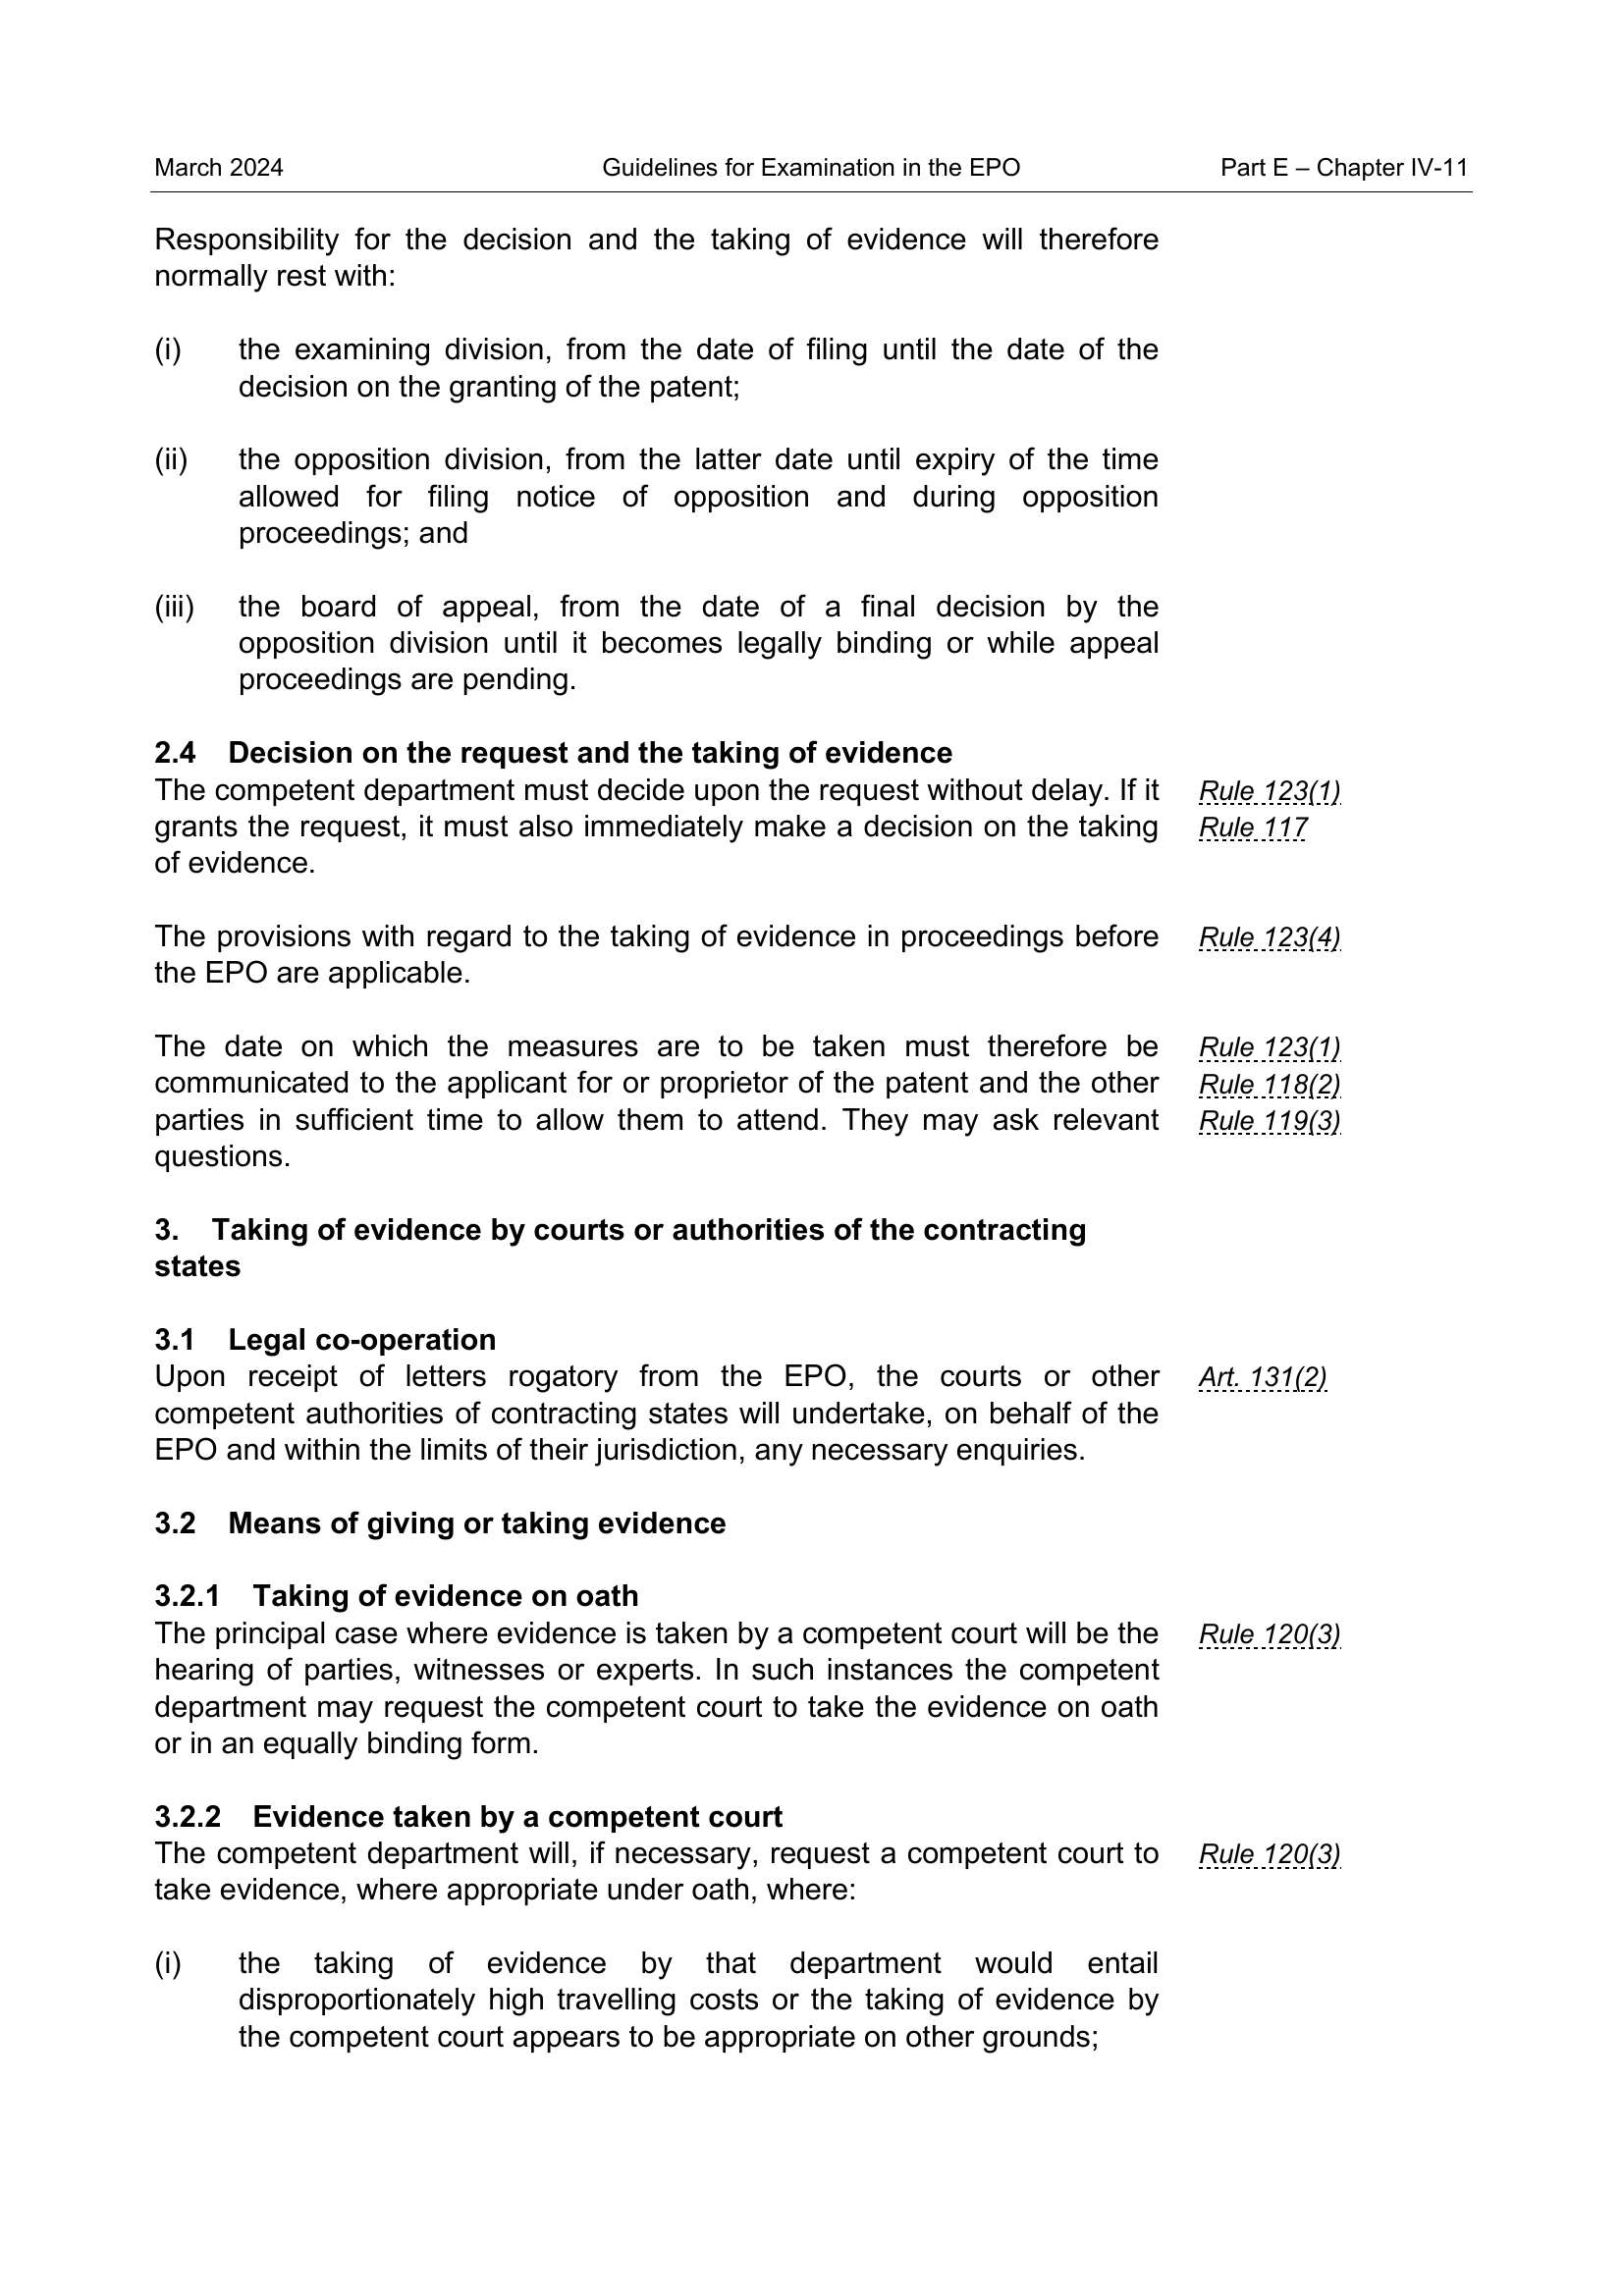 March 2024 Guidelines for Examination in the EPO Part E – Chapter IV-11
Responsibility for the decision and the taking of evidence will therefore
normally rest with:
(i) the examining division, from the date of filing until the date of the
decision on the granting of the patent;
(ii) the opposition division, from the latter date until expiry of the time
allowed for filing notice of opposition and during opposition
proceedings; and
(iii) the board of appeal, from the date of a final decision by the
opposition division until it becomes legally binding or while appeal
proceedings are pending.
2.4 Decision on the request and the taking of evidence
The competent department must decide upon the request without delay. If it Rule 123(1)
grants the request, it must also immediately make a decision on the taking Rule 117
of evidence.
The provisions with regard to the taking of evidence in proceedings before Rule 123(4)
the EPO are applicable.
The date on which the measures are to be taken must therefore be Rule 123(1)
communicated to the applicant for or proprietor of the patent and the other Rule 118(2)
parties in sufficient time to allow them to attend. They may ask relevant Rule 119(3)
questions.
3. Taking of evidence by courts or authorities of the contracting
states
3.1 Legal co-operation
Upon receipt of letters rogatory from the EPO, the courts or other Art. 131(2)
competent authorities of contracting states will undertake, on behalf of the
EPO and within the limits of their jurisdiction, any necessary enquiries.
3.2 Means of giving or taking evidence
3.2.1 Taking of evidence on oath
The principal case where evidence is taken by a competent court will be the Rule 120(3)
hearing of parties, witnesses or experts. In such instances the competent
department may request the competent court to take the evidence on oath
or in an equally binding form.
3.2.2 Evidence taken by a competent court
The competent department will, if necessary, request a competent court to Rule 120(3)
take evidence, where appropriate under oath, where:
(i) the taking of evidence by that department would entail
disproportionately high travelling costs or the taking of evidence by
the competent court appears to be appropriate on other grounds;